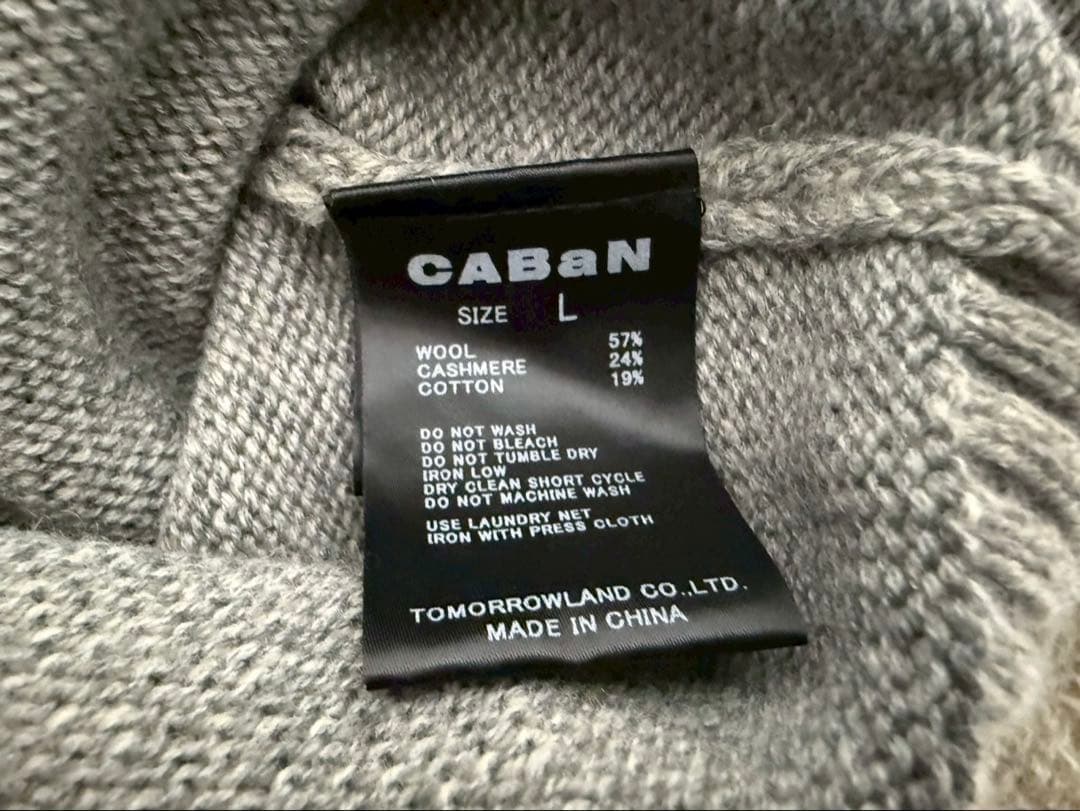 CABaN
SIZE L
WOOL 57%
CASHMERE 24%
COTTON 19%
DO NOT WASH
DO NOT BLEACH
DO NOT TUMBLE DRY
IRON LOW
DRY CLEAN SHORT CYCLE
DO NOT MACHINE WASH
USE LAUNDRY NET
IRON WITH PRESS CLOTH
TOMORROWLAND CO.,LTD.
MADE IN CHINA